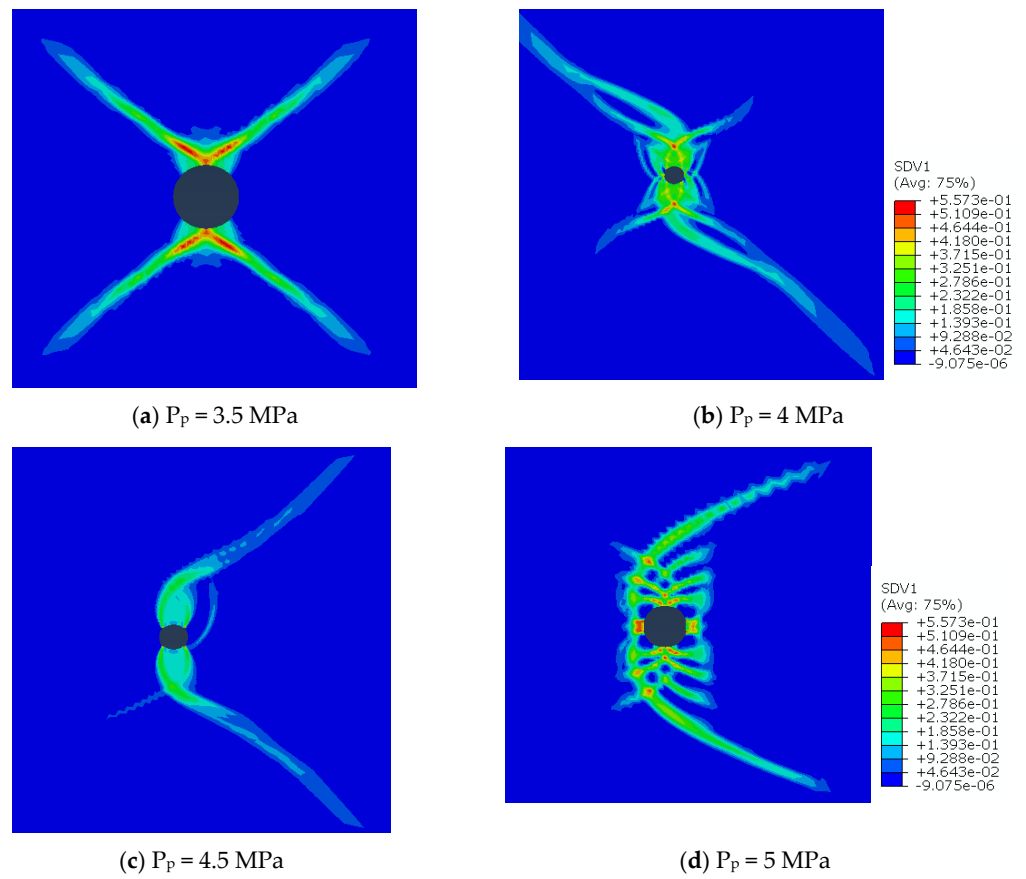 SDV1
(Avg: 75%)
+5.573e-01
+5.109e-01
+4.644e-01
+4.180e-01
+3.715e-01
+3.251e-01
+2.786e-01
+2.322e-01
+1.858e-01
+1.393e-01
+9.288e-02
+4.643e-02
-9.075e-06
(a) Pp = 3.5 MPa
(b) Pp = 4 MPa
SDV1
(Avg: 75%)
+5.573e-01
+5.109e-01
+4.644e-01
+4.180e-01
+3.715e-01
+3.251e-01
+2.786e-01
+2.322e-01
+1.858e-01
+1.393e-01
+9.288e-02
+4.643e-02
-9.075e-06
(c) Pp = 4.5 MPa
(d) Pp = 5 MPa